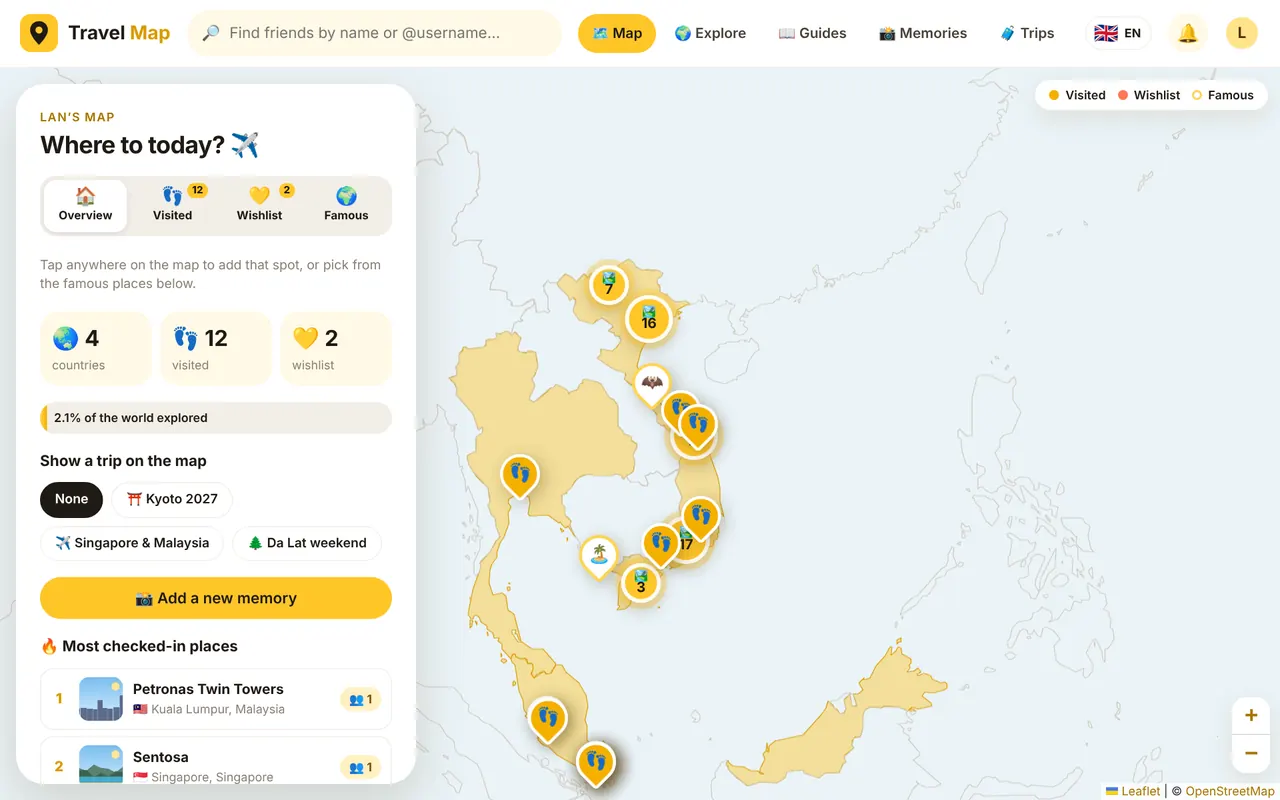 Travel Map
Find friends by name or @username...
Map
Explore
Guides
Memories
Trips
EN
L
Visited
Wishlist
Famous
LAN'S MAP
Where to today?
Overview
Visited
12
Wishlist
2
Famous
Tap anywhere on the map to add that spot, or pick from
the famous places below.
4
countries
12
visited
2
wishlist
2.1% of the world explored
Show a trip on the map
None
Kyoto 2027
Singapore & Malaysia
Da Lat weekend
Add a new memory
Most checked-in places
1
Petronas Twin Towers
Kuala Lumpur, Malaysia
1
2
Sentosa
Singapore, Singapore
1
7
16
17
3
+
−
Leaflet | © OpenStreetMap